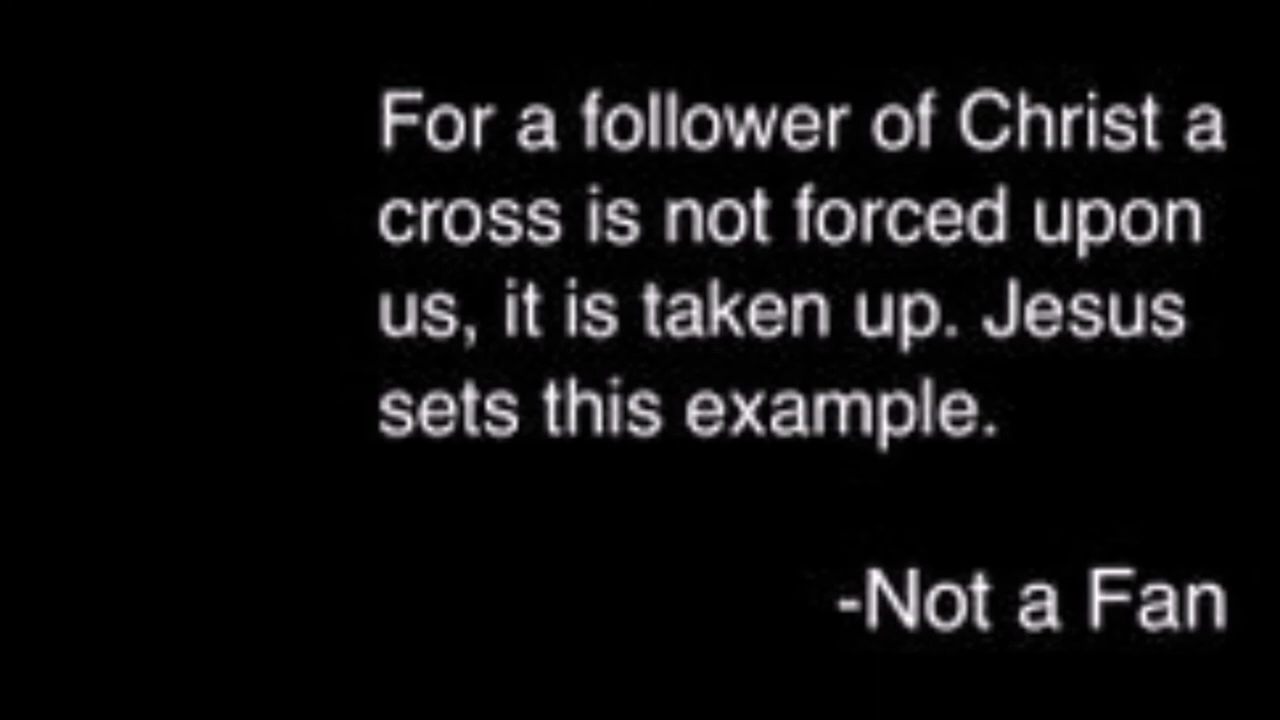 For a follower of Christ a
cross is not forced upon
us, it is taken up. Jesus
sets this example.
-Not a Fan